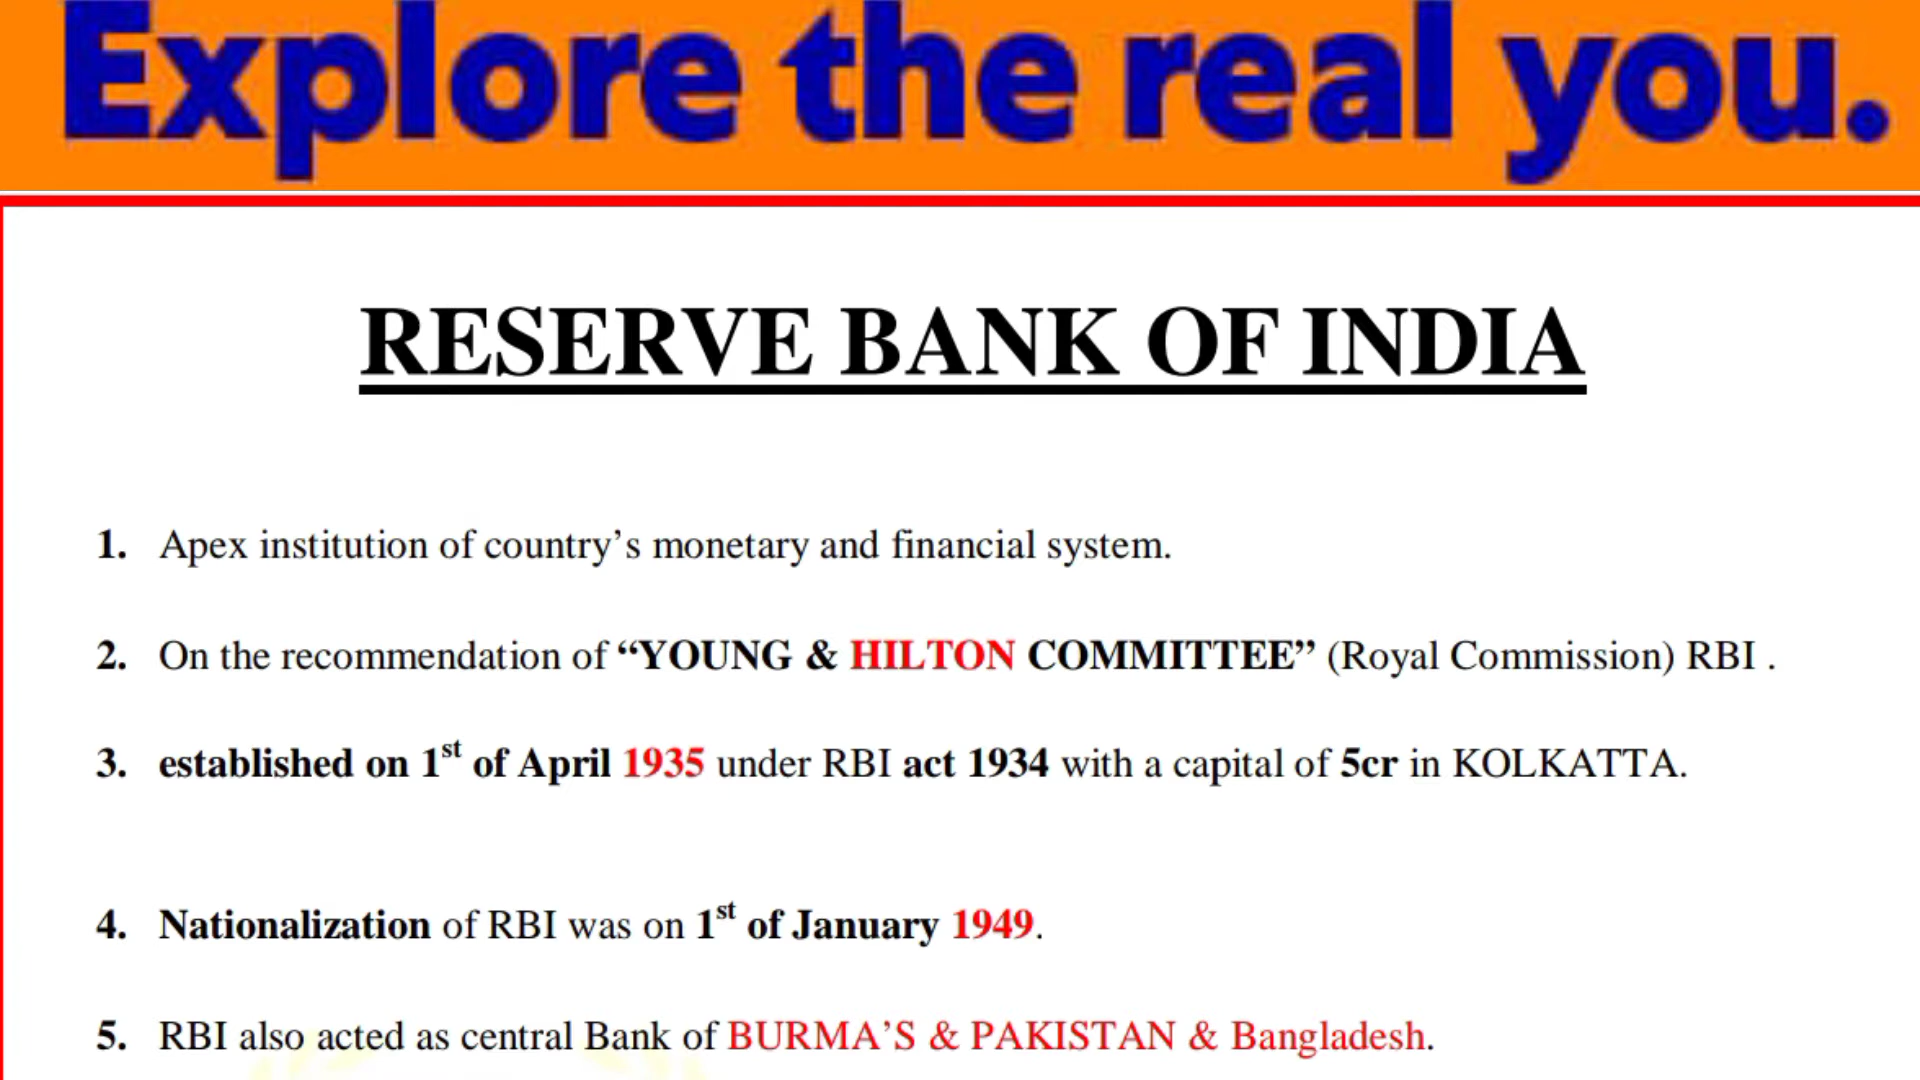 Explore the real you.
RESERVE BANK OF INDIA
1. Apex institution of country’s monetary and financial system.
2. On the recommendation of “YOUNG & HILTON COMMITTEE” (Royal Commission) RBI .
3. established on 1st of April 1935 under RBI act 1934 with a capital of 5cr in KOLKATTA.
4. Nationalization of RBI was on 1st of January 1949.
5. RBI also acted as central Bank of BURMA’S & PAKISTAN & Bangladesh.